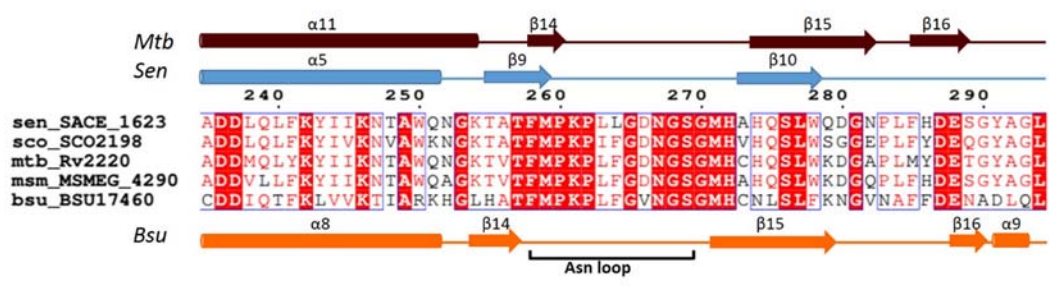 α11 β14 β15 β16
Mtb
α5 β9 β10
Sen
240 250 260 270 280 290
sen_SACE_1623 ADDLQLFKYIIKNTAWQNGKTATFMPKPLLGDNGSGMHAHQSLWQDGNPLFHDESGYAGL
sco_SCO2198 ADDLQLFKYIVKNVAWKNGKTATFMPKPIFGDNGSGMHVHQSLWSGGEPLFYDEQGYAGL
mtb_Rv2220 ADDMQLYKYIIKNTAWQNGKTVTFMPKPLFGDNGSGMHCHQSLWKDGAPLMYDETGYAGL
msm_MSMEG_4290 ADDVLLFKYIIKNTAWQAGKTVTFMPKPLFGDNGSGMHAHQSLWKDGQPLFHDESGYAGL
bsu_BSU17460 CDDIQTFKLVVKTIARKHGLHATFMPKPLFGVNGSGMHCNLSLFKNGVNAFFDENADLQL
α8 β14 β15 β16 α9
Bsu
Asn loop